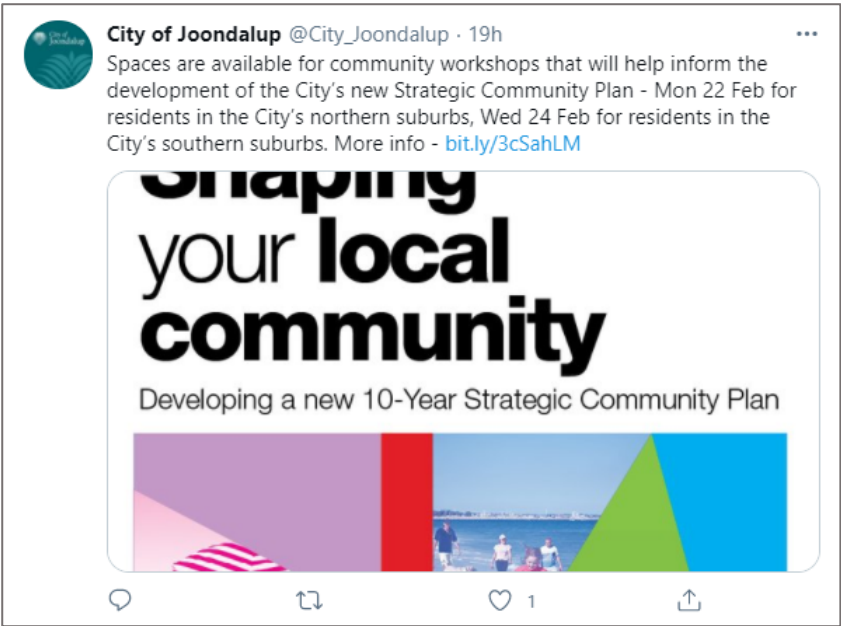 City of Joondalup @City_Joondalup · 19h
Spaces are available for community workshops that will help inform the
development of the City's new Strategic Community Plan - Mon 22 Feb for
residents in the City's northern suburbs, Wed 24 Feb for residents in the
City's southern suburbs. More info - bit.ly/3cSahLM
Shaping
your local
community
Developing a new 10-Year Strategic Community Plan
1